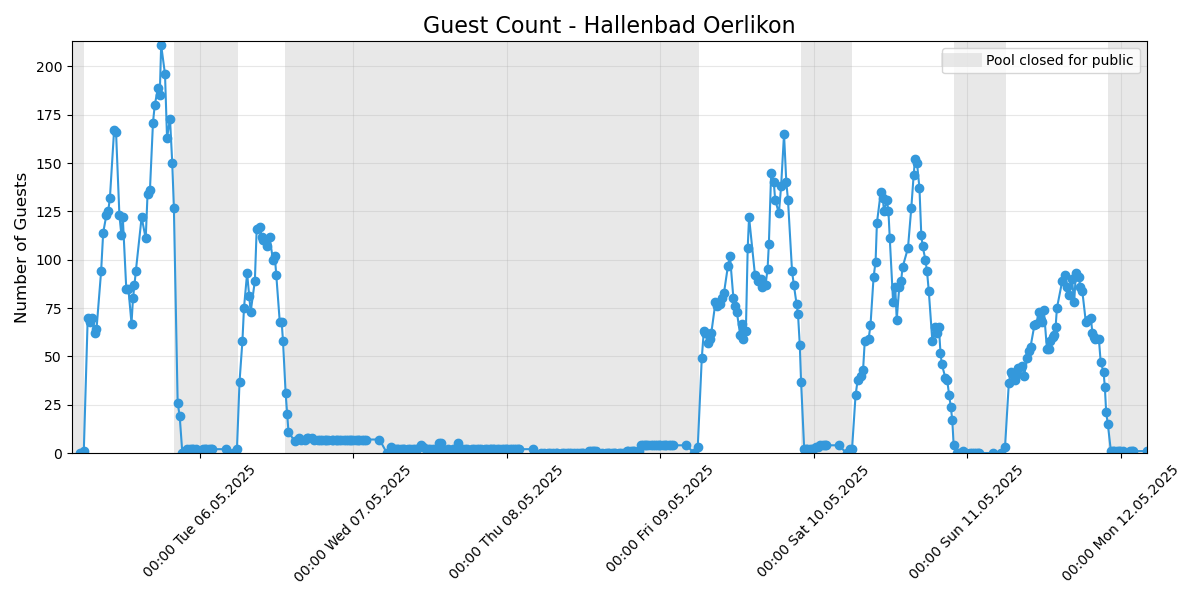 Guest Count - Hallenbad Oerlikon
Pool closed for public
Number of Guests
200
175
150
125
100
75
50
25
0
00:00 Tue 06.05.2025
00:00 Wed 07.05.2025
00:00 Thu 08.05.2025
00:00 Fri 09.05.2025
00:00 Sat 10.05.2025
00:00 Sun 11.05.2025
00:00 Mon 12.05.2025